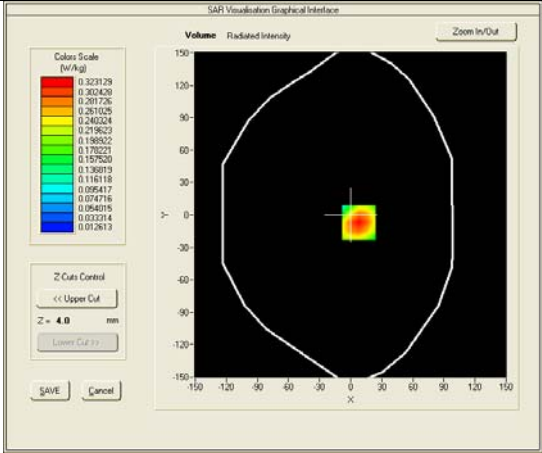 SAR Visualisation Graphical Interface
Volume Radiated Intensity
Zoom In/Out
Colors Scale
(W/kg)
0.323129
0.302428
0.281726
0.261025
0.240324
0.219623
0.198922
0.178221
0.157520
0.136819
0.116118
0.095417
0.074716
0.054015
0.033314
0.012613
Z Cuts Control
<< Upper Cut
Z = 4.0 mm
Lower Cut >>
SAVE Cancel
150-
120-
90-
60-
30-
0-
-30-
-60-
-90-
-120-
-150-
Y
-150 -120 -90 -60 -30 0 30 60 90 120 150
X